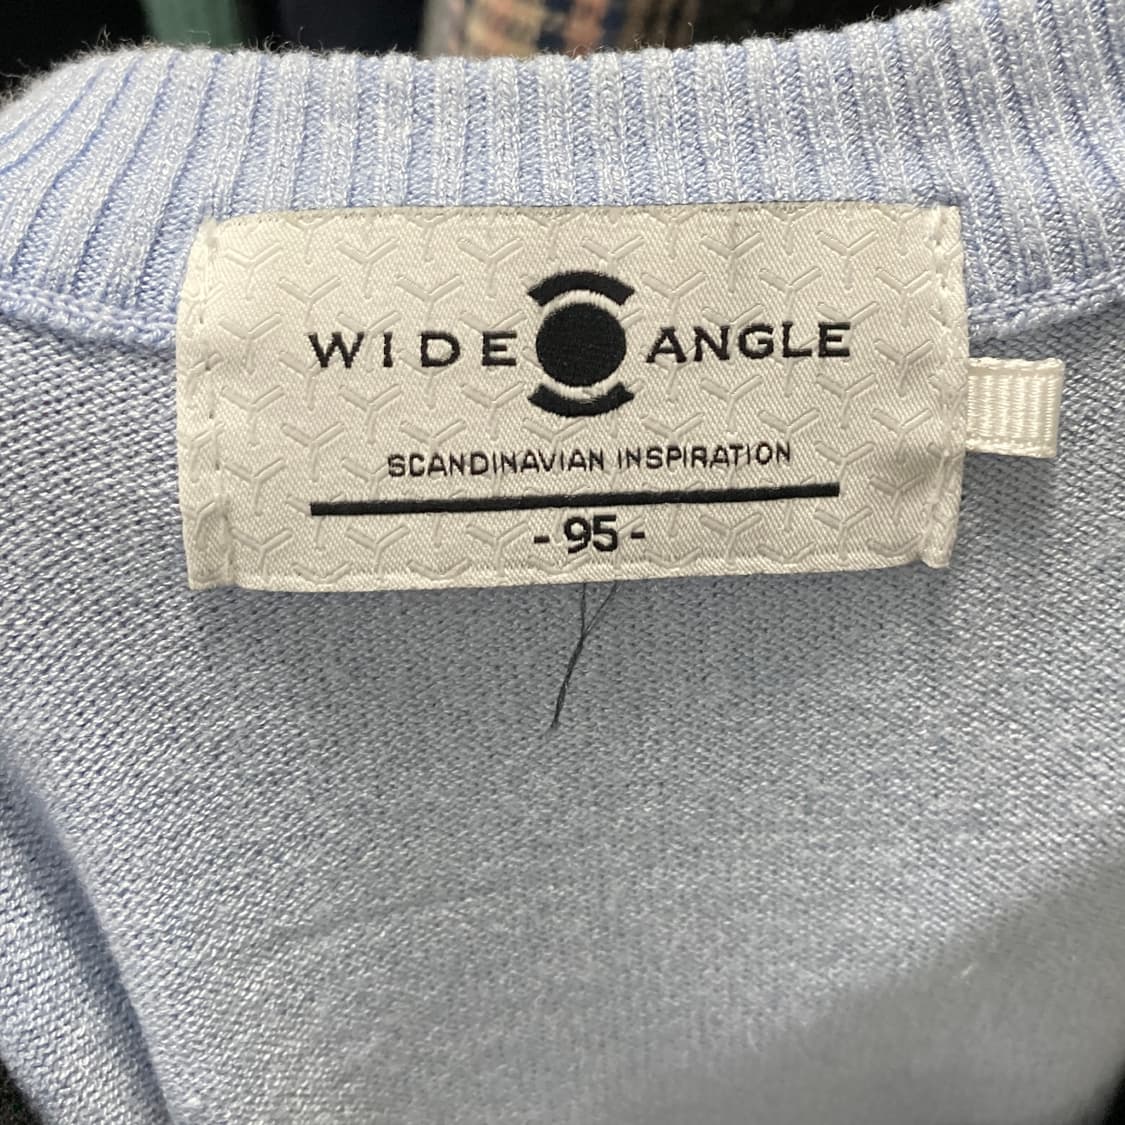 WIDE ANGLE
SCANDINAVIAN INSPIRATION
- 95 -